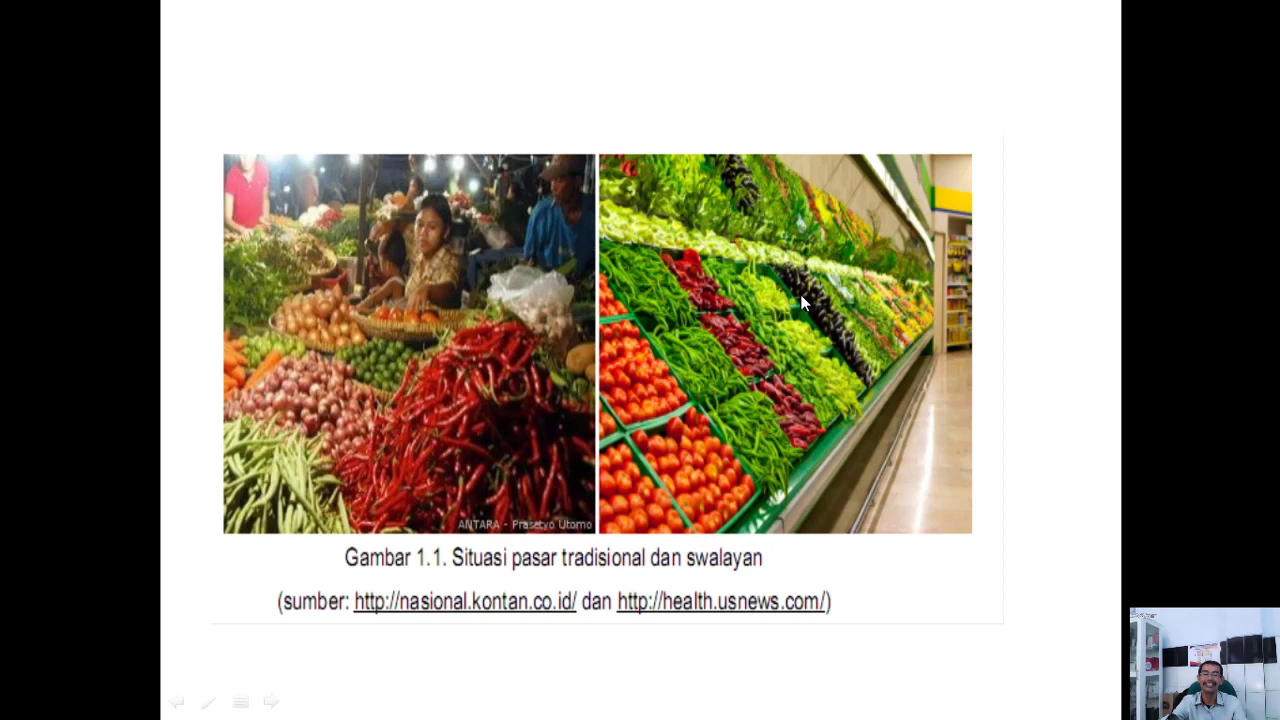 ANTARA - Prasetyo Utomo
Gambar 1.1. Situasi pasar tradisional dan swalayan
(sumber: http://nasional.kontan.co.id/ dan http://health.usnews.com/)